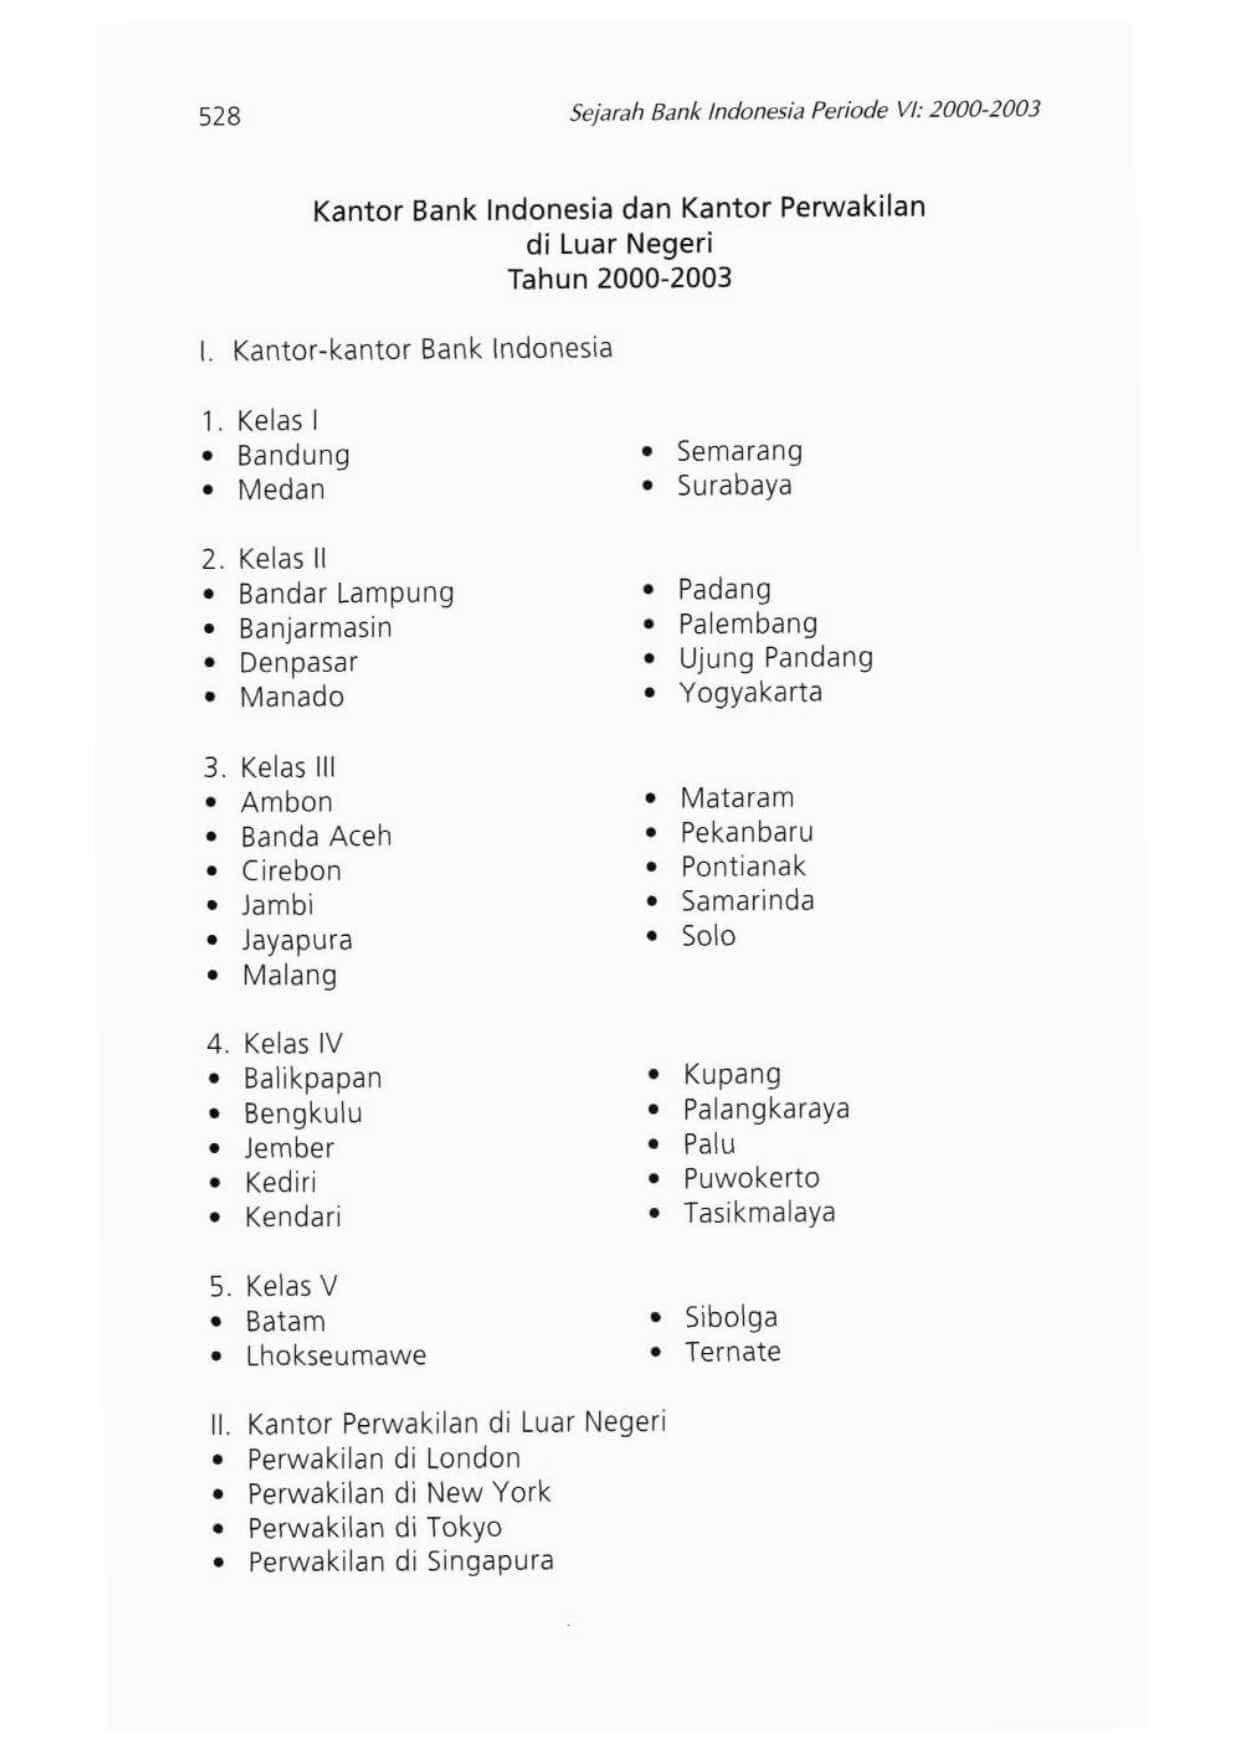 528
Sejarah Bank Indonesia Periode VI: 2000-2003
Kantor Bank Indonesia dan Kantor Perwakilan
di Luar Negeri
Tahun 2000-2003
I. Kantor-kantor Bank Indonesia
1. Kelas I
• Bandung
• Medan
• Semarang
• Surabaya
2. Kelas II
• Bandar Lampung
• Banjarmasin
• Denpasar
• Manado
• Padang
• Palembang
• Ujung Pandang
• Yogyakarta
3. Kelas III
• Ambon
• Banda Aceh
• Cirebon
• Jambi
• Jayapura
• Malang
• Mataram
• Pekanbaru
• Pontianak
• Samarinda
• Solo
4. Kelas IV
• Balikpapan
• Bengkulu
• Jember
• Kediri
• Kendari
• Kupang
• Palangkaraya
• Palu
• Puwokerto
• Tasikmalaya
5. Kelas V
• Batam
• Lhokseumawe
• Sibolga
• Ternate
II. Kantor Perwakilan di Luar Negeri
• Perwakilan di London
• Perwakilan di New York
• Perwakilan di Tokyo
• Perwakilan di Singapura